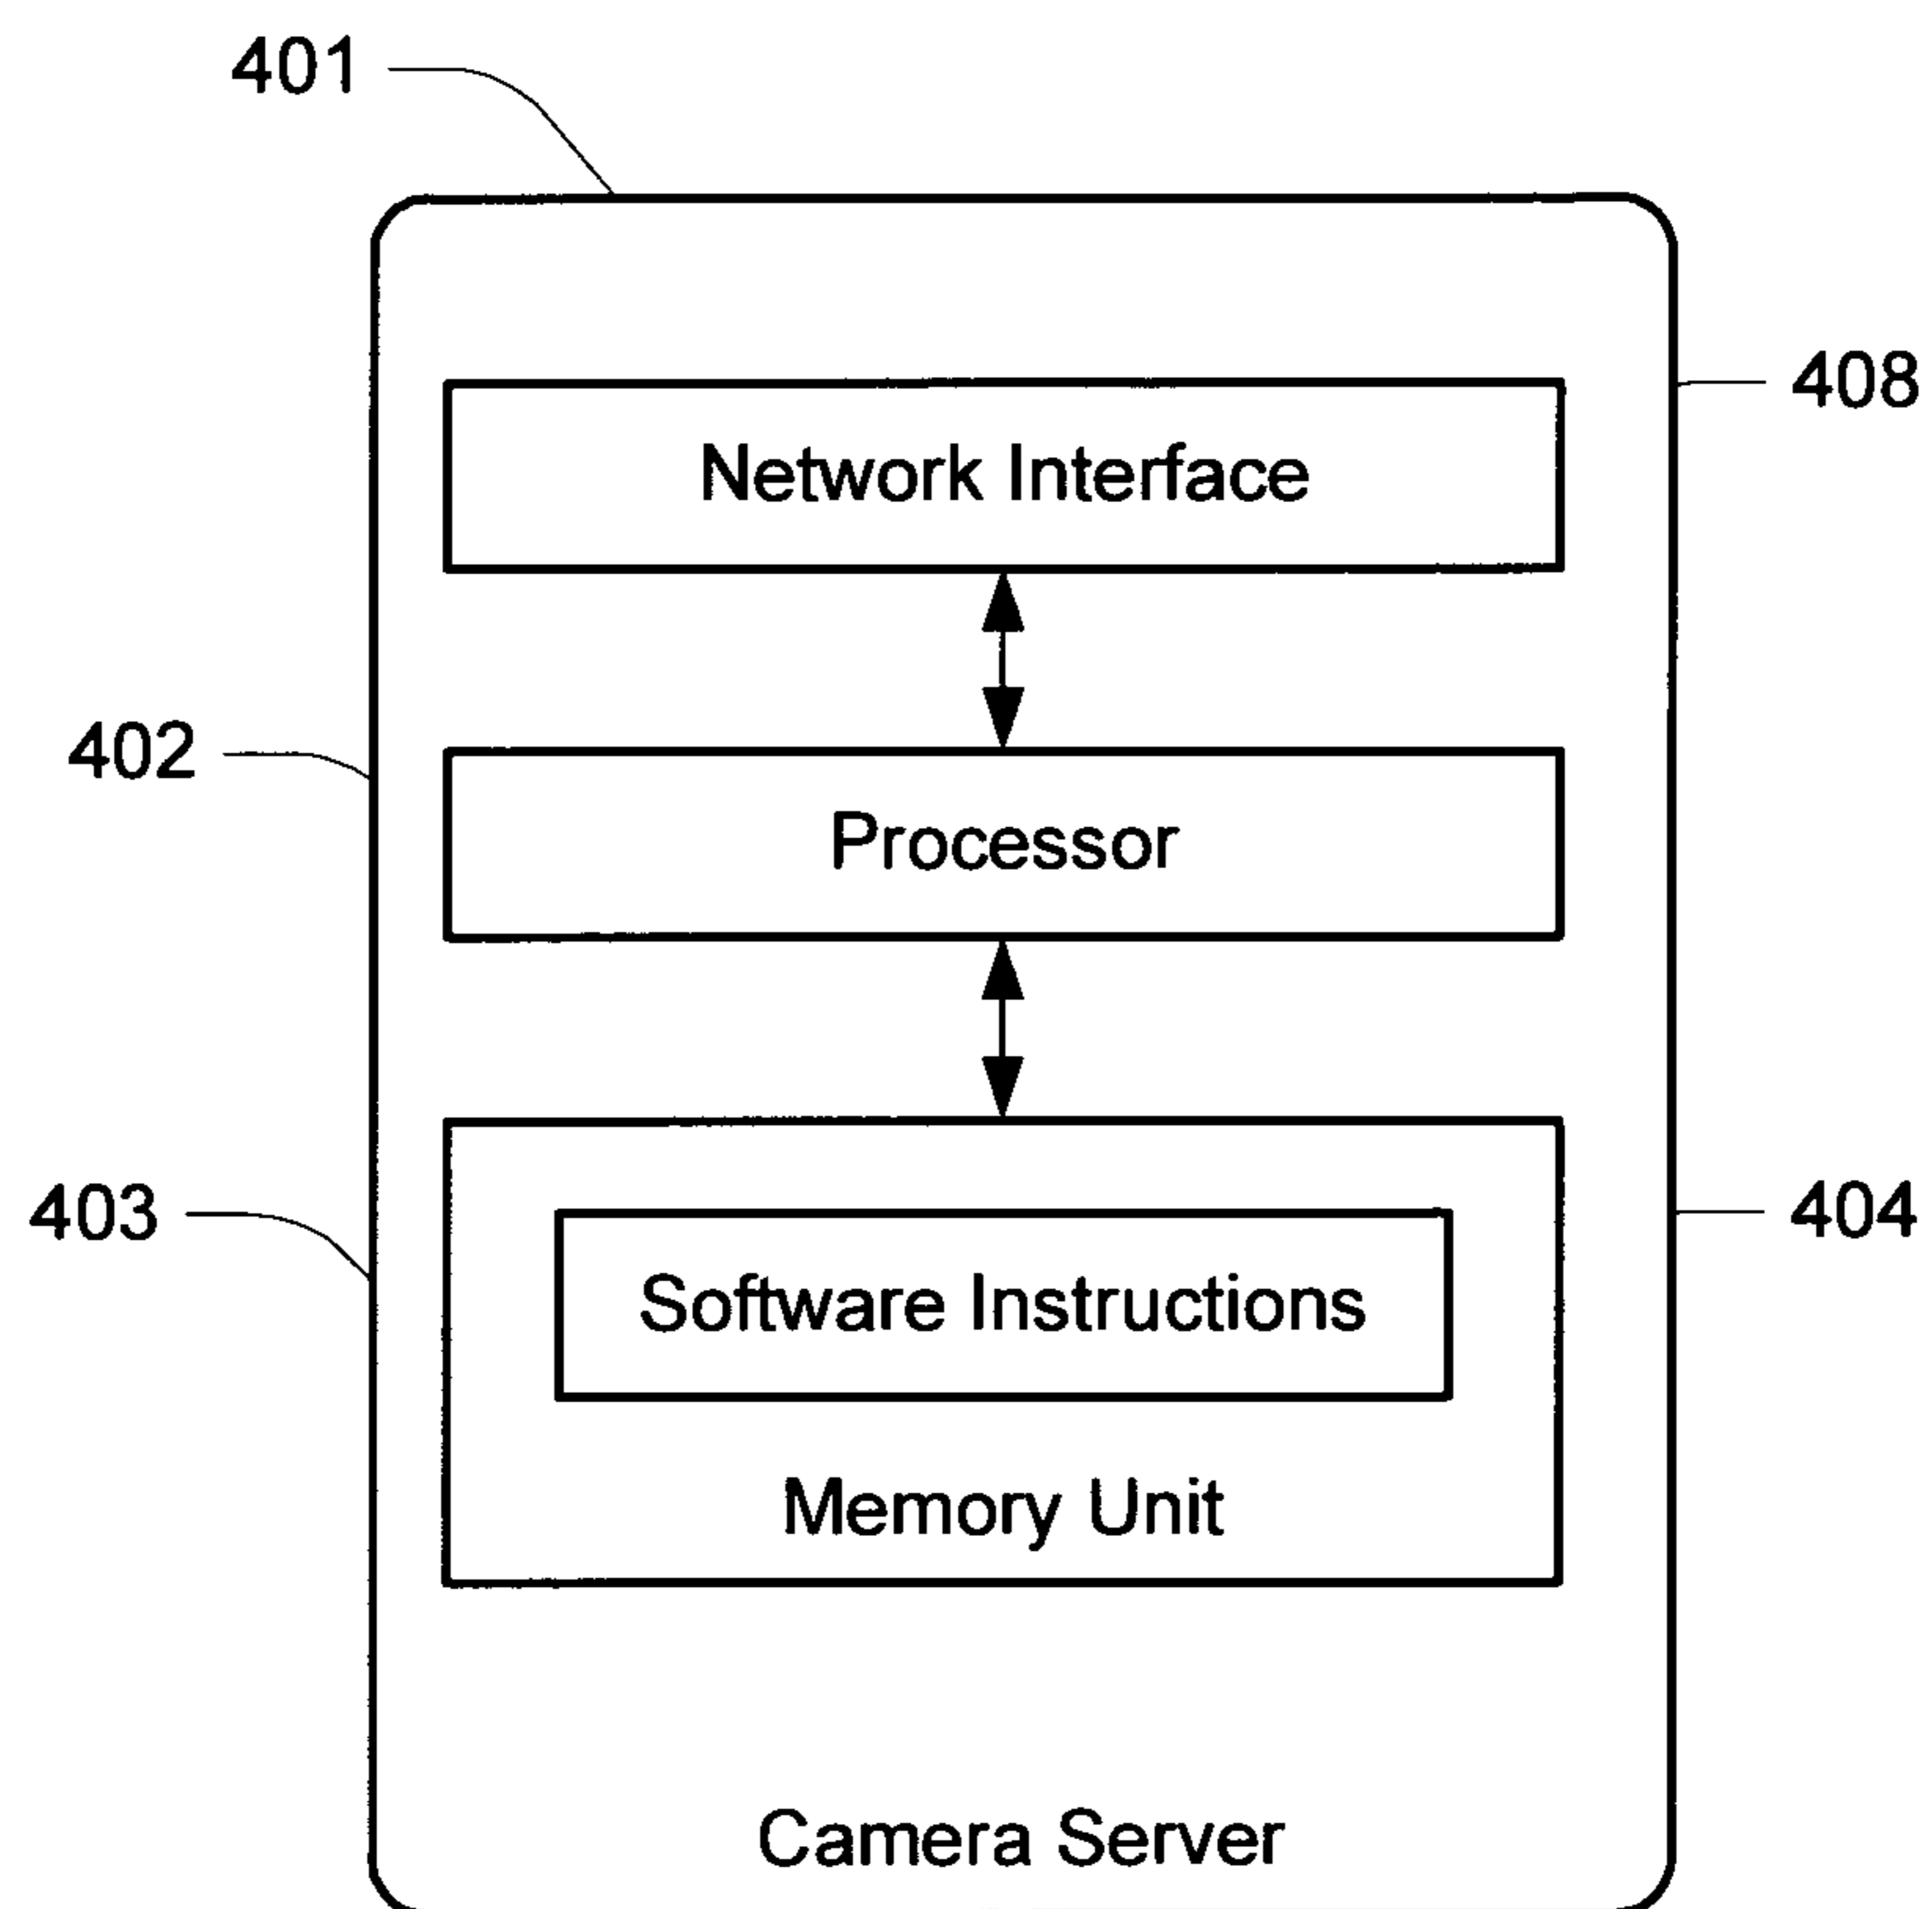 401
408
Network Interface
402
Processor
403
404
Software Instructions
Memory Unit
Camera Server